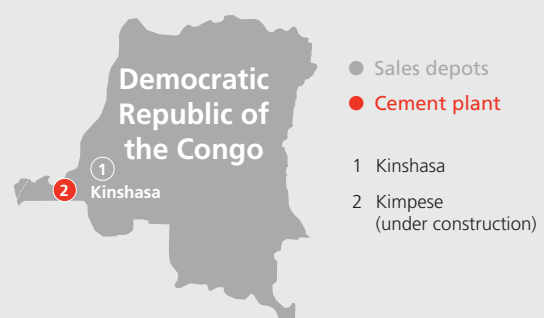 Democratic
Republic of
the Congo
1
Kinshasa
2
Sales depots
Cement plant
1 Kinshasa
2 Kimpese
(under construction)